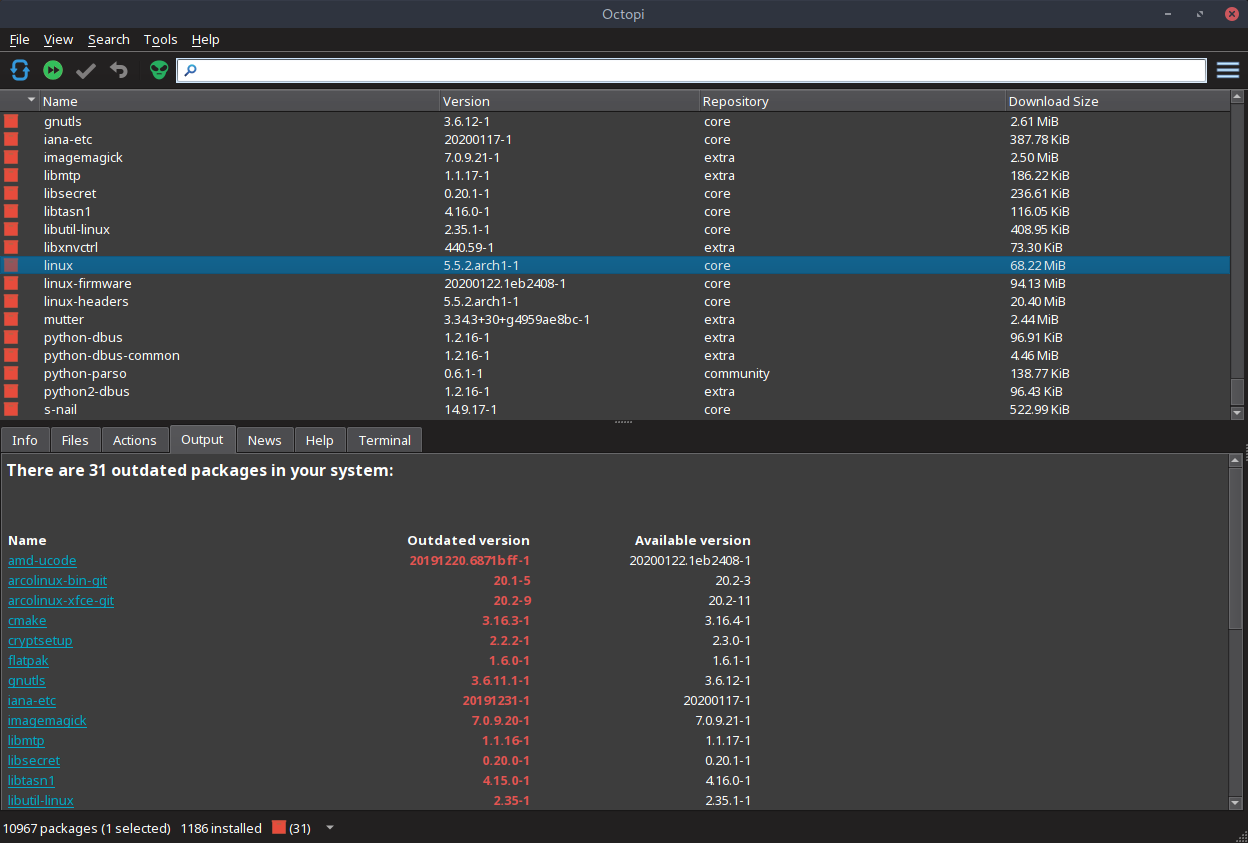 Octopi
File View Search Tools Help
Name Version Repository Download Size
gnutls 3.6.12-1 core 2.61 MiB
iana-etc 20200117-1 core 387.78 KiB
imagemagick 7.0.9.21-1 extra 2.50 MiB
libmtp 1.1.17-1 extra 186.22 KiB
libsecret 0.20.1-1 core 236.61 KiB
libtasn1 4.16.0-1 core 116.05 KiB
libutil-linux 2.35.1-1 core 408.95 KiB
libxnvctrl 440.59-1 extra 73.30 KiB
linux 5.5.2.arch1-1 core 68.22 MiB
linux-firmware 20200122.1eb2408-1 core 94.13 MiB
linux-headers 5.5.2.arch1-1 core 20.40 MiB
mutter 3.34.3+30+g4959ae8bc-1 extra 2.44 MiB
python-dbus 1.2.16-1 extra 96.91 KiB
python-dbus-common 1.2.16-1 extra 4.46 MiB
python-parso 0.6.1-1 community 138.77 KiB
python2-dbus 1.2.16-1 extra 96.43 KiB
s-nail 14.9.17-1 core 522.99 KiB
Info Files Actions Output News Help Terminal
There are 31 outdated packages in your system:
Name Outdated version Available version
amd-ucode 20191220.6871bff-1 20200122.1eb2408-1
arcolinux-bin-git 20.1-5 20.2-3
arcolinux-xfce-git 20.2-9 20.2-11
cmake 3.16.3-1 3.16.4-1
cryptsetup 2.2.2-1 2.3.0-1
flatpak 1.6.0-1 1.6.1-1
gnutls 3.6.11.1-1 3.6.12-1
iana-etc 20191231-1 20200117-1
imagemagick 7.0.9.20-1 7.0.9.21-1
libmtp 1.1.16-1 1.1.17-1
libsecret 0.20.0-1 0.20.1-1
libtasn1 4.15.0-1 4.16.0-1
libutil-linux 2.35-1 2.35.1-1
10967 packages (1 selected) 1186 installed (31)